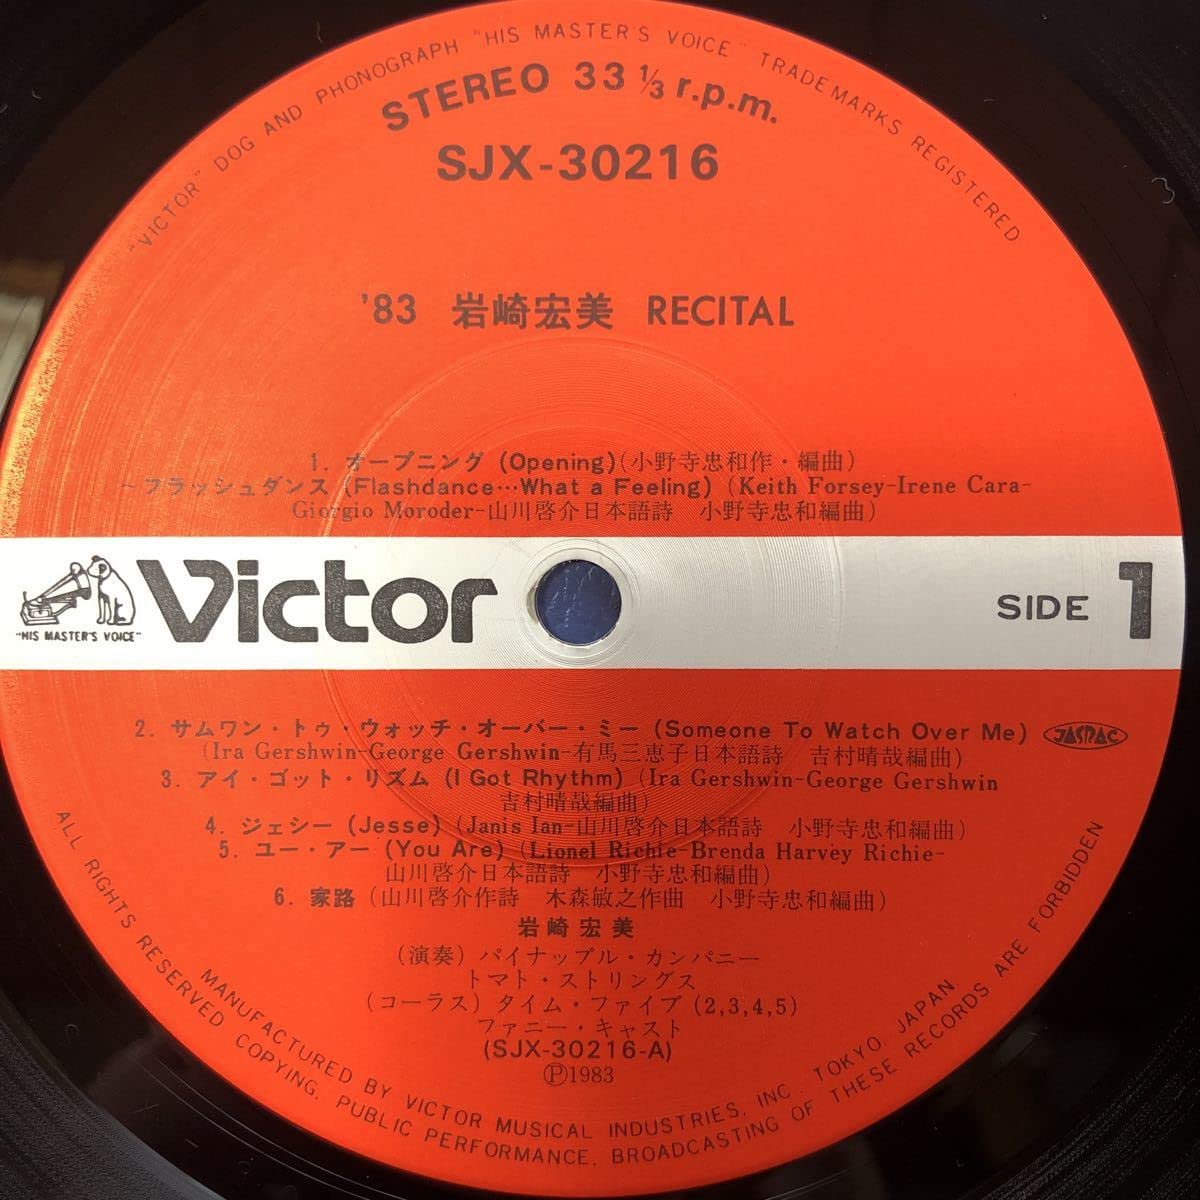 "VICTOR" DOG AND PHONOGRAPH "HIS MASTER'S VOICE" TRADEMARKS REGISTERED
STEREO 33 ⅓ r.p.m.
SJX-30216
'83 岩崎宏美 RECITAL
1. オープニング (Opening)(小野寺忠和作・編曲)
~フラッシュダンス (Flashdance…What a Feeling) (Keith Forsey-Irene Cara-
Giorgio Moroder-山川啓介日本語詩 小野寺忠和編曲)
"HIS MASTER'S VOICE"
Victor
SIDE 1
2. サムワン・トゥ・ウォッチ・オーバー・ミー (Someone To Watch Over Me) JASRAC
(Ira Gershwin-George Gershwin-有馬三恵子日本語詩 吉村晴哉編曲)
3. アイ・ゴット・リズム (I Got Rhythm) (Ira Gershwin-George Gershwin
吉村晴哉編曲)
4. ジェシー (Jesse) (Janis Ian-山川啓介日本語詩 小野寺忠和編曲)
5. ユー・アー (You Are) (Lionel Richie-Brenda Harvey Richie-
山川啓介日本語詩 小野寺忠和編曲)
6. 家路 (山川啓介作詩 木森敏之作曲 小野寺忠和編曲)
岩崎宏美
(演奏) パイナップル・カンパニー
トマト・ストリングス
(コーラス) タイム・ファイブ (2,3,4,5)
ファニー・キャスト
(SJX-30216-A)
Ⓟ1983
MANUFACTURED BY VICTOR MUSICAL INDUSTRIES, INC. TOKYO JAPAN.
ALL RIGHTS RESERVED COPYING, PUBLIC PERFORMANCE, BROADCASTING OF THESE RECORDS ARE FORBIDDEN